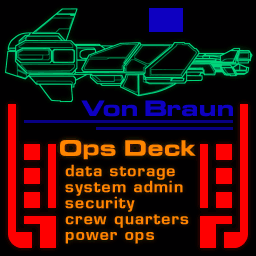 Von Braun
Ops Deck
data storage
system admin
security
crew quarters
power ops